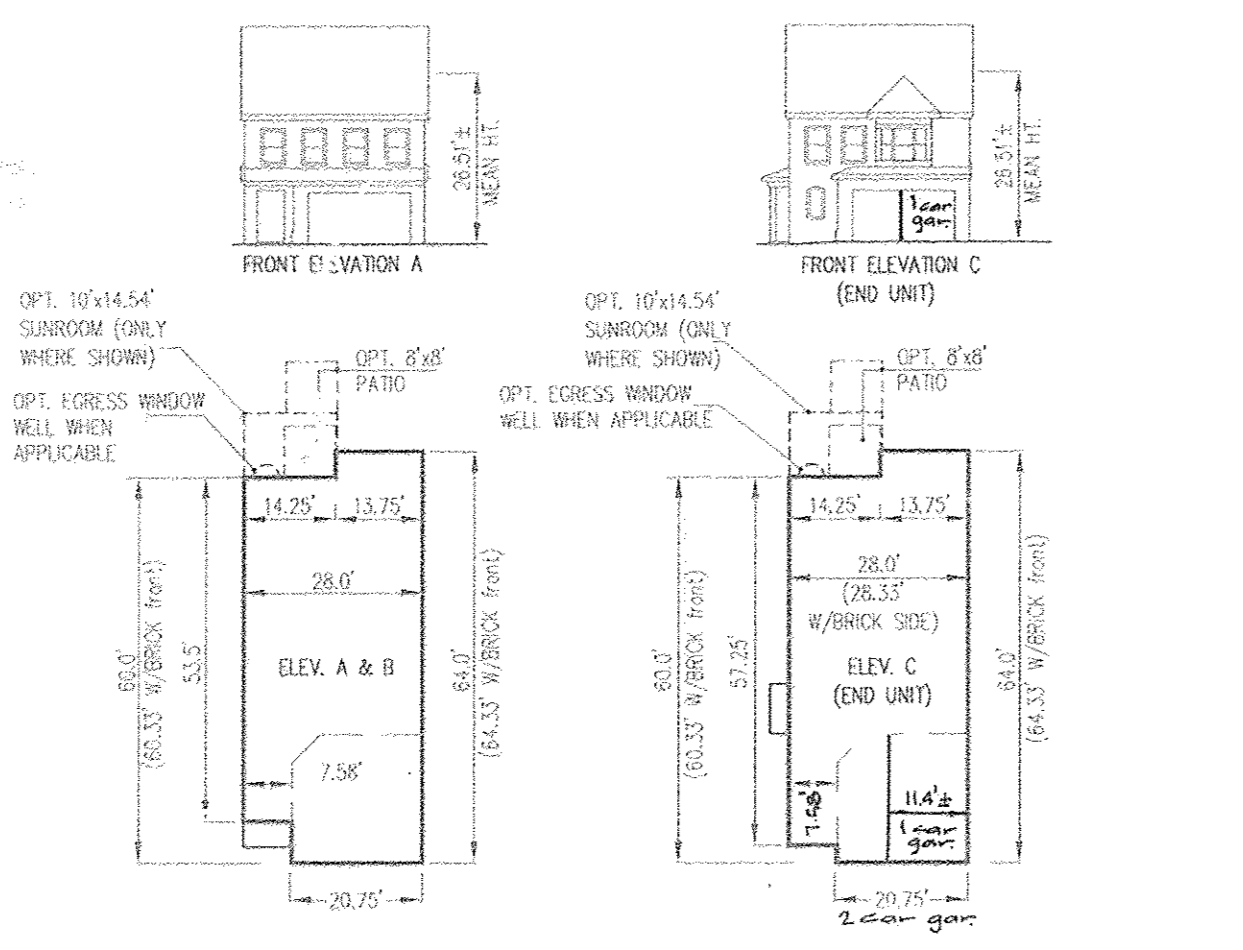 26.51'±
MEAN HT.
FRONT EL VATION A
26.51'±
MEAN HT.
1 car
gar.
FRONT ELEVATION C
(END UNIT)
OPT. 10'x14.54'
SUNROOM (ONLY
WHERE SHOWN)
OPT. 8'x8'
PATIO
OPT. EGRESS WINDOW
WELL WHEN
APPLICABLE
14.25'
13.75'
28.0'
60.0'
(60.33' W/BRICK front)
53.5'
ELEV. A & B
64.0'
(64.33' W/BRICK front)
7.58'
20.75'
OPT. 10'x14.54'
SUNROOM (ONLY
WHERE SHOWN)
OPT. 8'x8'
PATIO
OPT. EGRESS WINDOW
WELL WHEN APPLICABLE
14.25'
13.75'
28.0'
(28.33'
W/BRICK SIDE)
60.0'
(60.33' W/BRICK front)
57.25'
ELEV. C
(END UNIT)
64.0'
(64.33' W/BRICK front)
7.58'
11.4'±
1 car
gar.
20.75'
2 car gar.